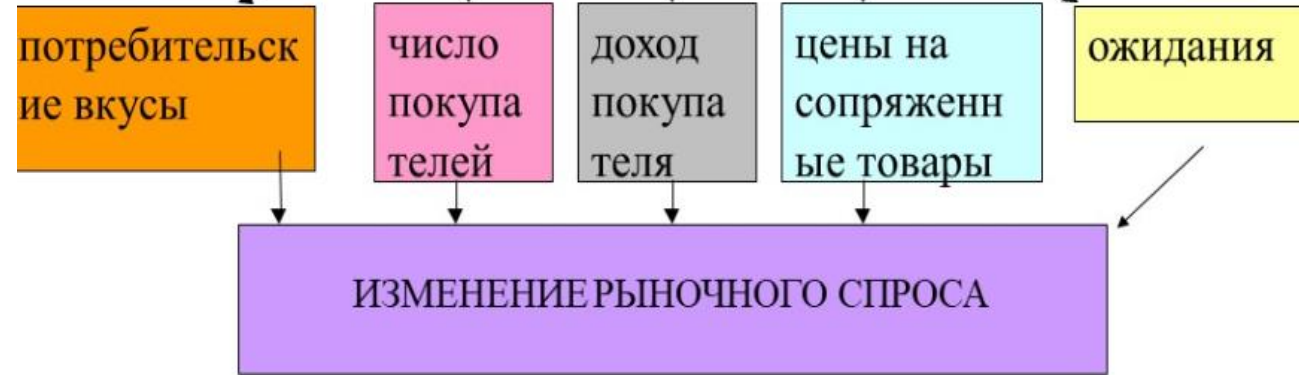 потребительск
ие вкусы
число
покупа
телей
доход
покупа
теля
цены на
сопряженн
ые товары
ожидания
ИЗМЕНЕНИЕ РЫНОЧНОГО СПРОСА